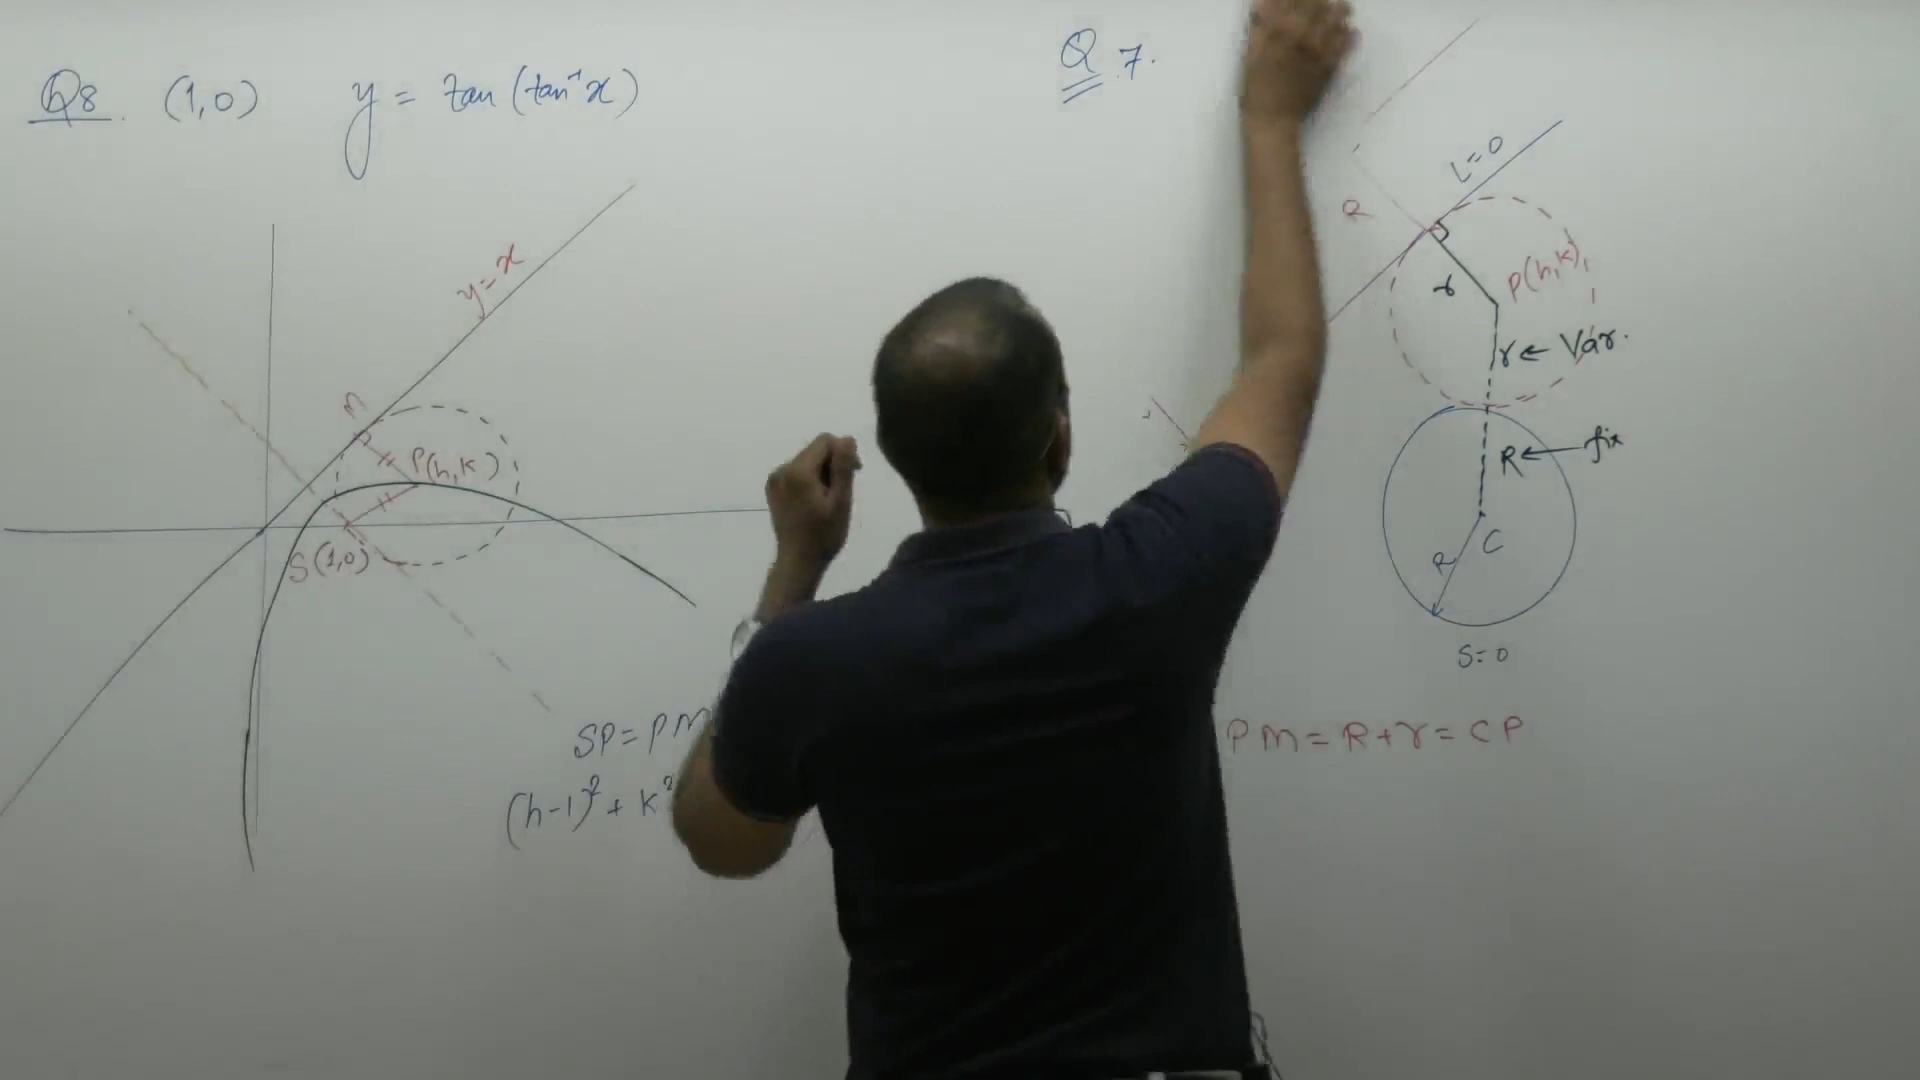 Q8. (1,0) y = tan(tan⁻¹x)
y=x
M
P(h,k)
S(1,0)
SP=PM
(h-1)²+k²
Q.7.
L=0
R
r
P(h,k)
r ← Var.
R ← fix
C
R
S=0
PM=R+r=CP